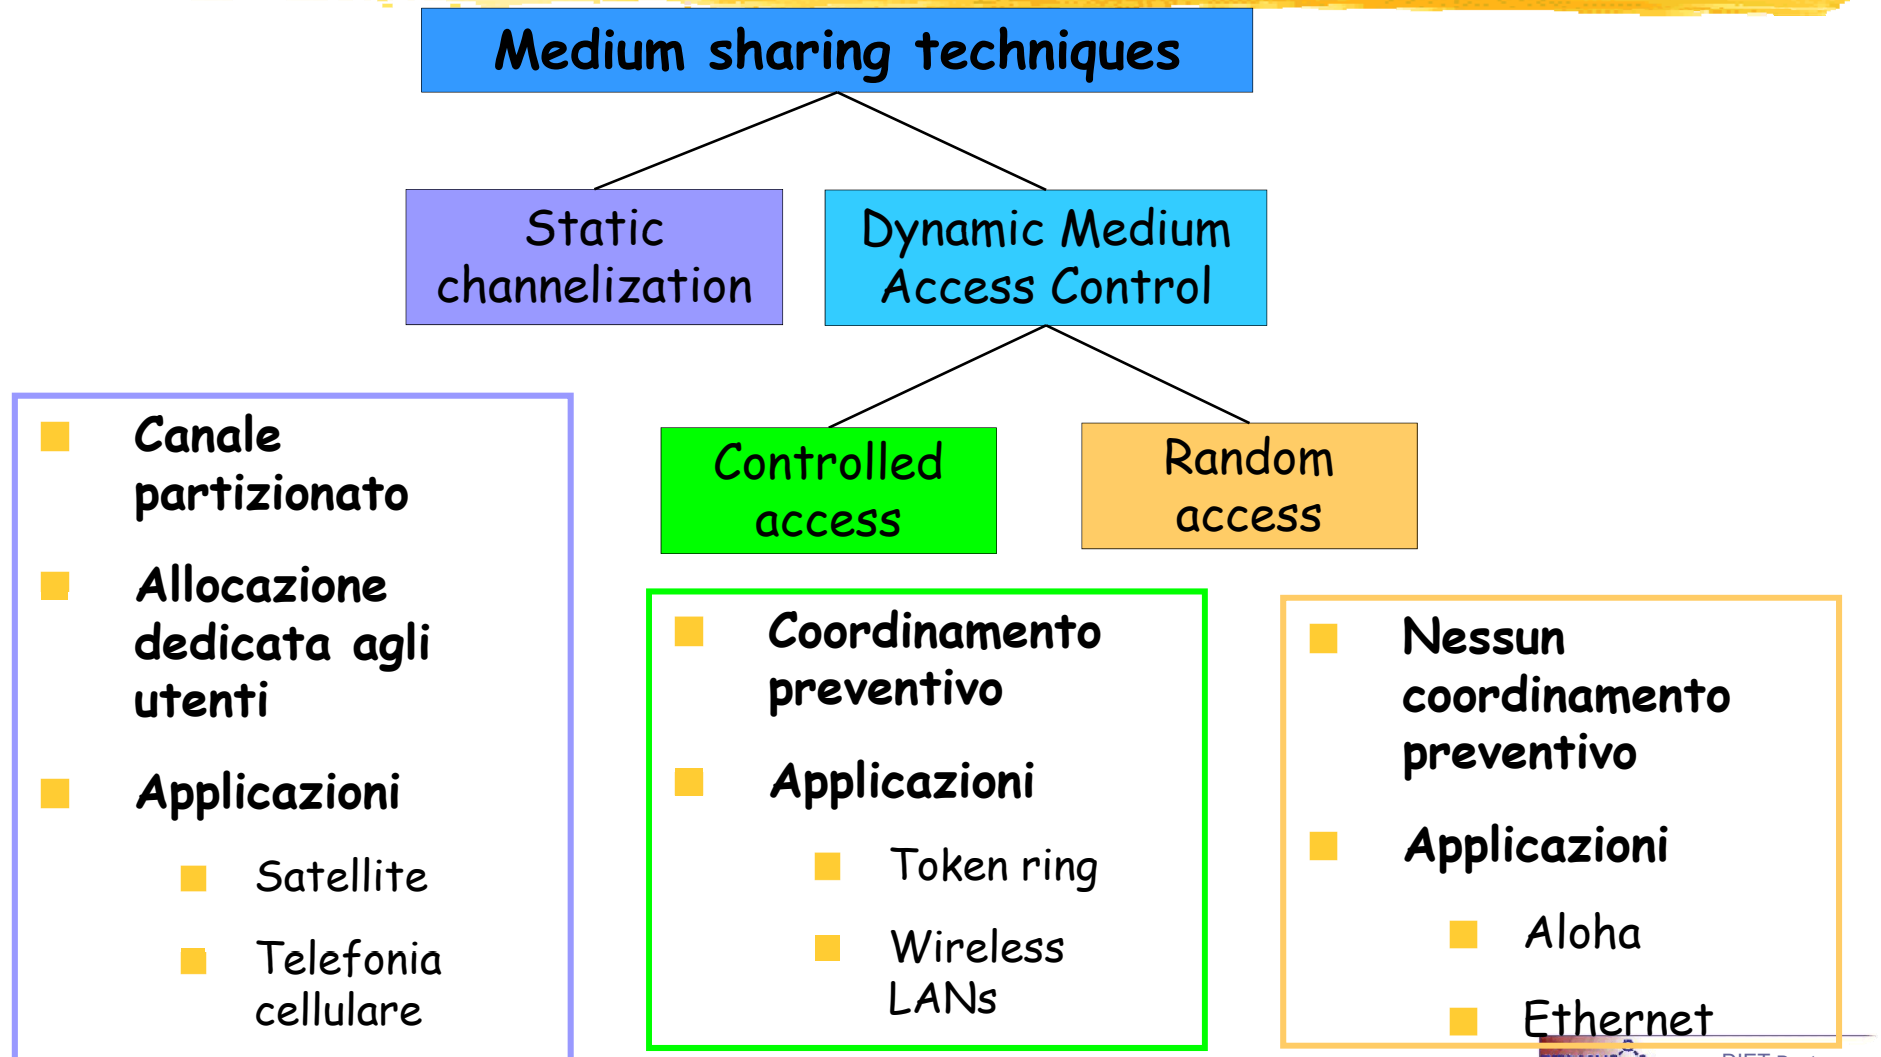 Medium sharing techniques
Static
channelization
Dynamic Medium
Access Control
Controlled
access
Random
access
Canale
partizionato
Allocazione
dedicata agli
utenti
Applicazioni
Satellite
Telefonia
cellulare
Coordinamento
preventivo
Applicazioni
Token ring
Wireless
LANs
Nessun
coordinamento
preventivo
Applicazioni
Aloha
Ethernet